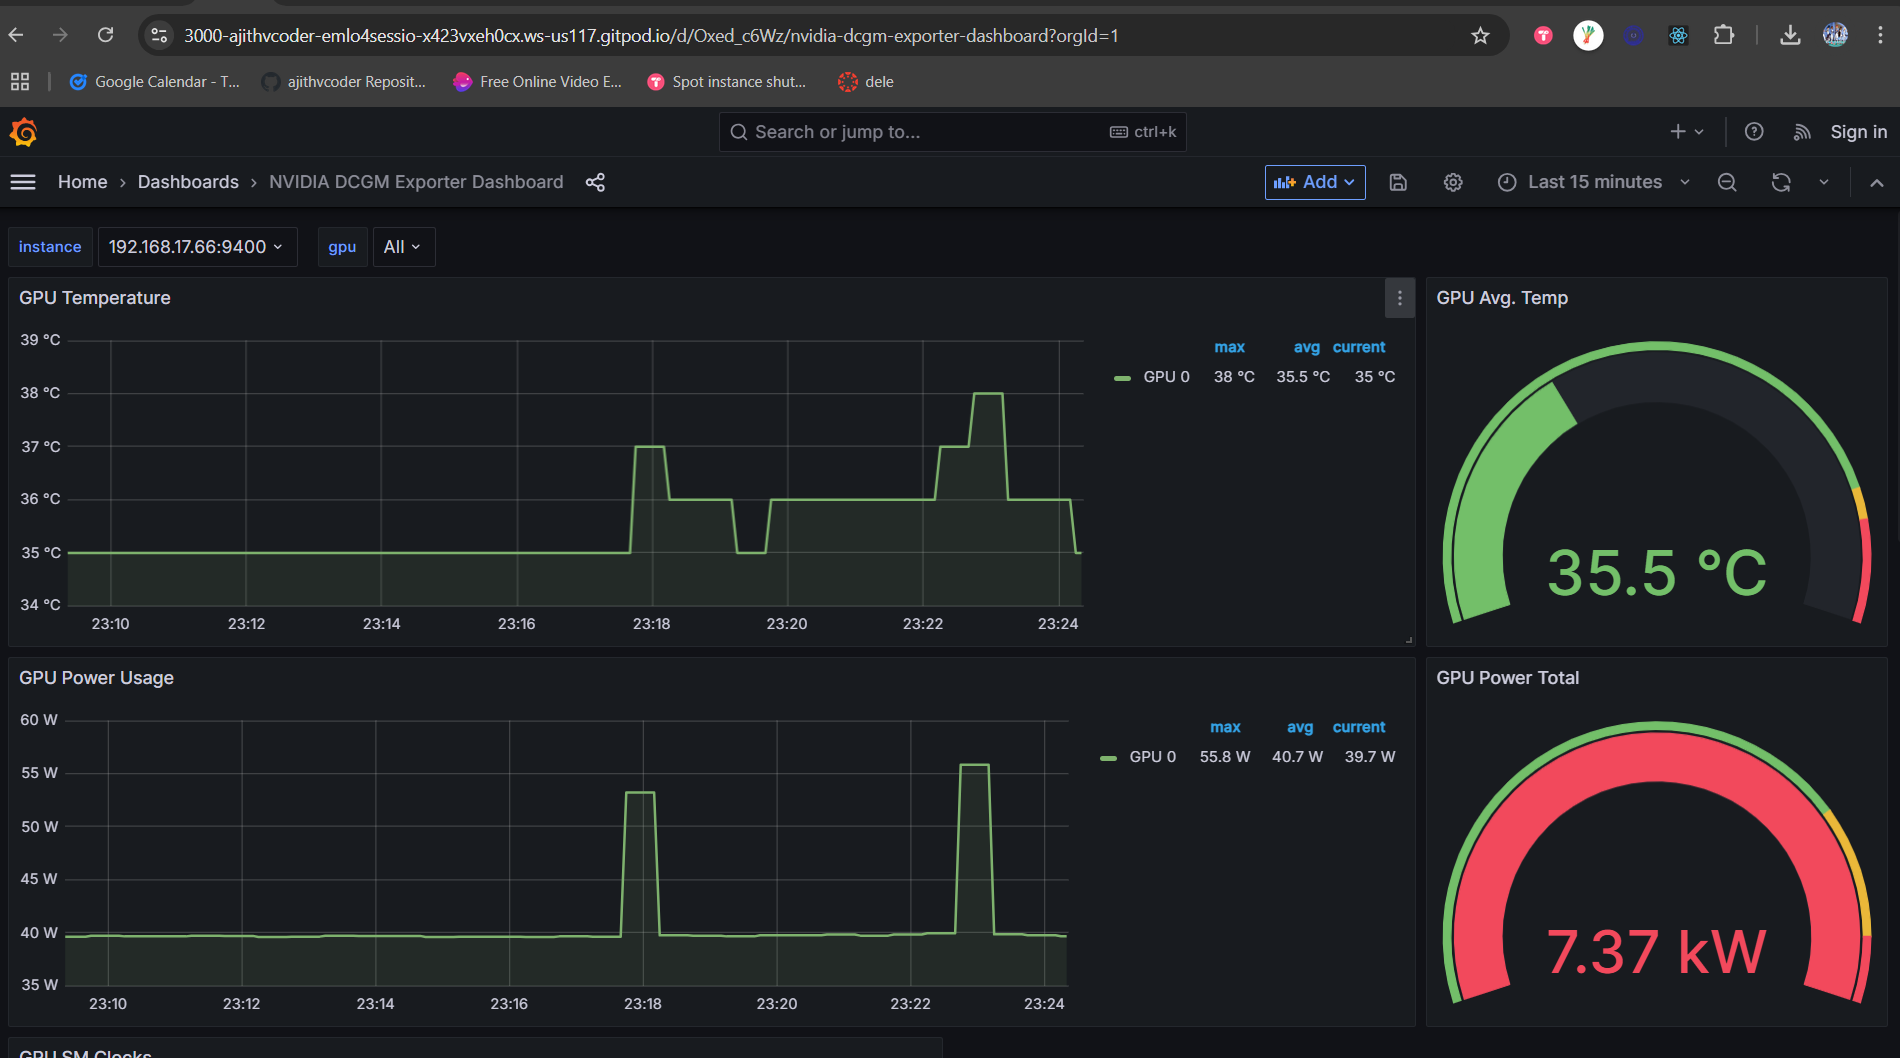 3000-ajithvcoder-emlo4sessio-x423vxeh0cx.ws-us117.gitpod.io/d/Oxed_c6Wz/nvidia-dcgm-exporter-dashboard?orgId=1
Google Calendar - T...
ajithvcoder Reposit...
Free Online Video E...
Spot instance shut...
dele
Search or jump to...
ctrl+k
Sign in
Home › Dashboards › NVIDIA DCGM Exporter Dashboard
Add
Last 15 minutes
instance
192.168.17.66:9400
gpu
All
GPU Temperature
39 °C
38 °C
37 °C
36 °C
35 °C
34 °C
23:10
23:12
23:14
23:16
23:18
23:20
23:22
23:24
max avg current
GPU 0 38 °C 35.5 °C 35 °C
GPU Avg. Temp
35.5 °C
GPU Power Usage
60 W
55 W
50 W
45 W
40 W
35 W
23:10
23:12
23:14
23:16
23:18
23:20
23:22
23:24
max avg current
GPU 0 55.8 W 40.7 W 39.7 W
GPU Power Total
7.37 kW
GPU SM Clocks